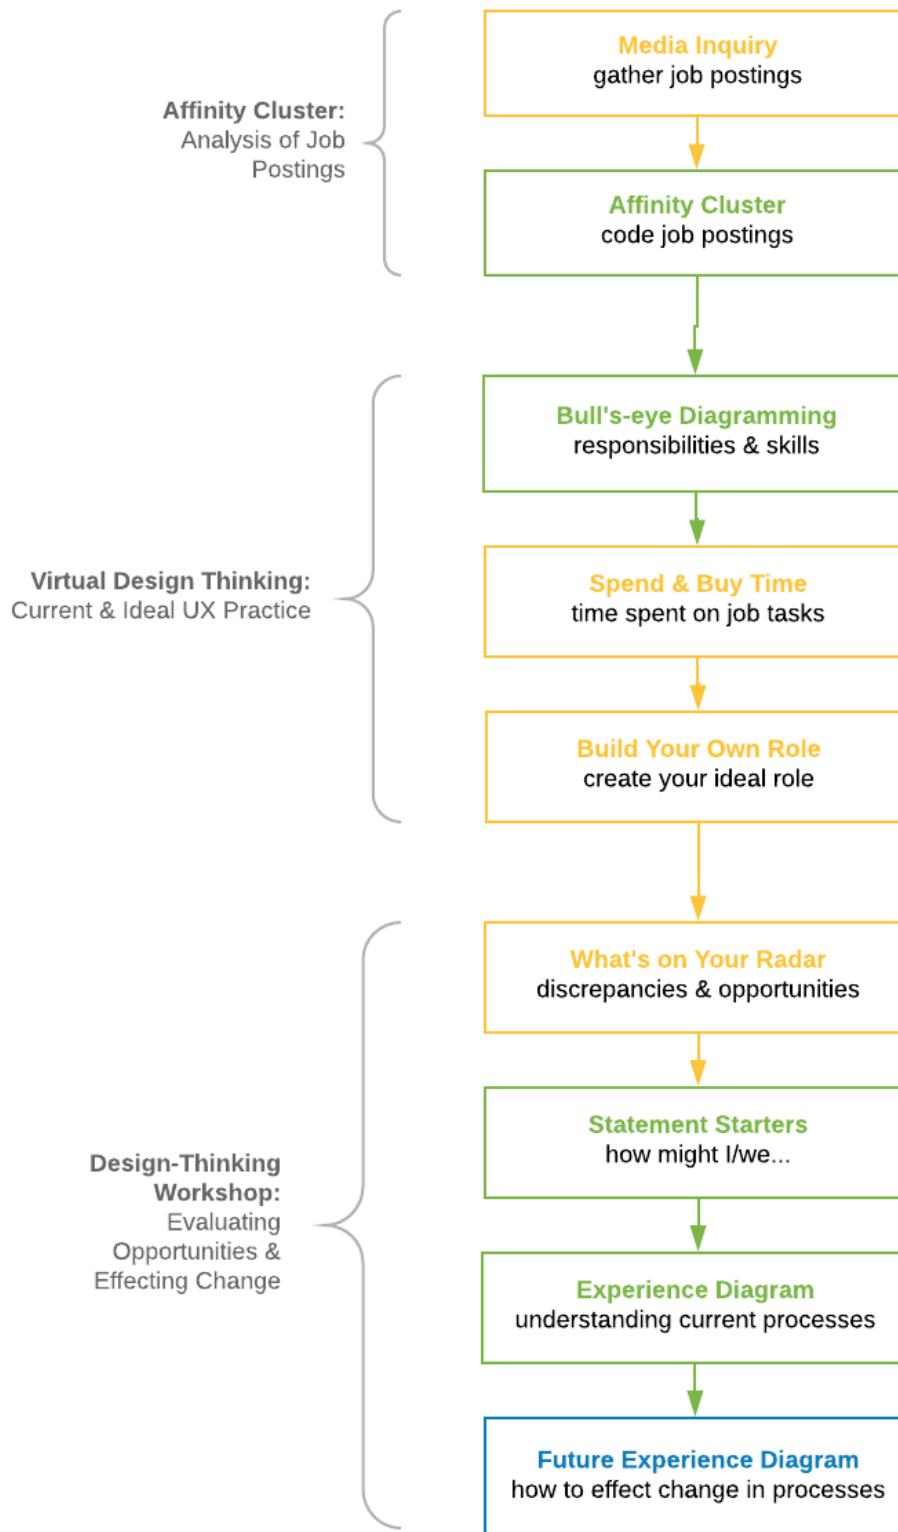 Media Inquiry
gather job postings
Affinity Cluster:
Analysis of Job
Postings
Affinity Cluster
code job postings
Bull's-eye Diagramming
responsibilities & skills
Virtual Design Thinking:
Current & Ideal UX Practice
Spend & Buy Time
time spent on job tasks
Build Your Own Role
create your ideal role
What's on Your Radar
discrepancies & opportunities
Statement Starters
how might I/we...
Design-Thinking
Workshop:
Evaluating
Opportunities &
Effecting Change
Experience Diagram
understanding current processes
Future Experience Diagram
how to effect change in processes